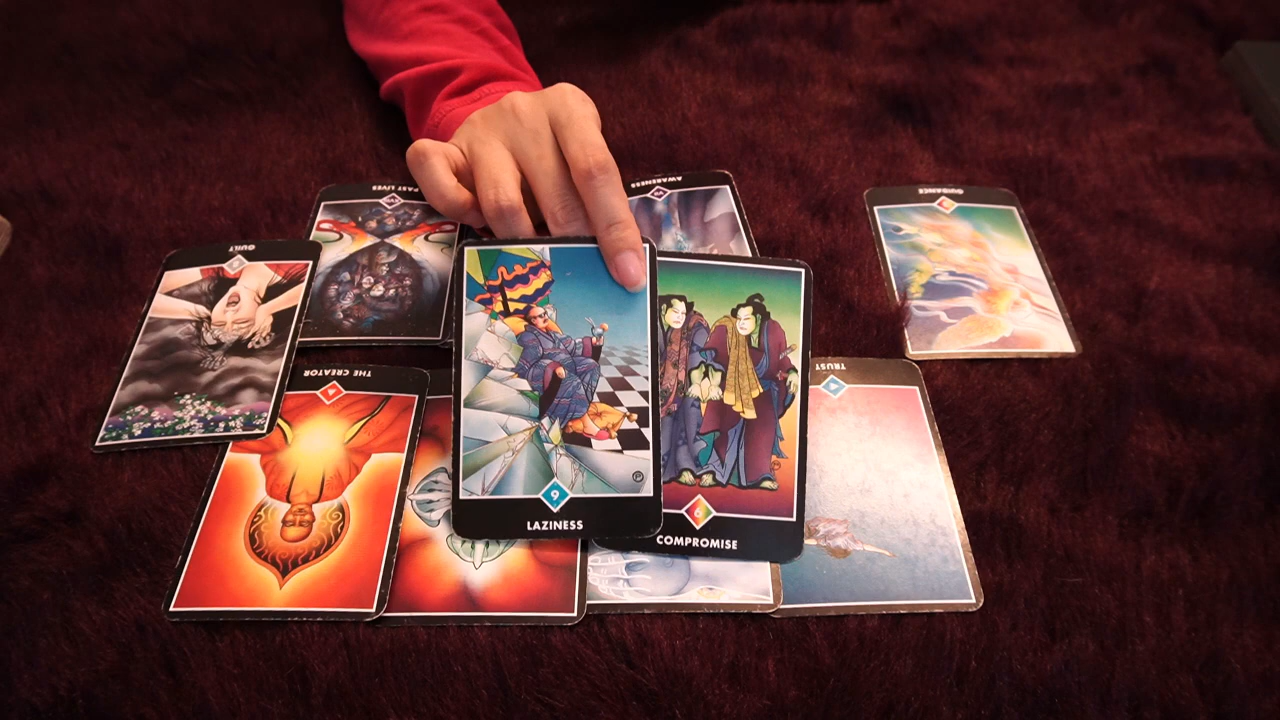 PAST LIVES
AWARENESS
GUIDANCE
GUILT
THE CREATOR
TRUST
9
LAZINESS
6
COMPROMISE